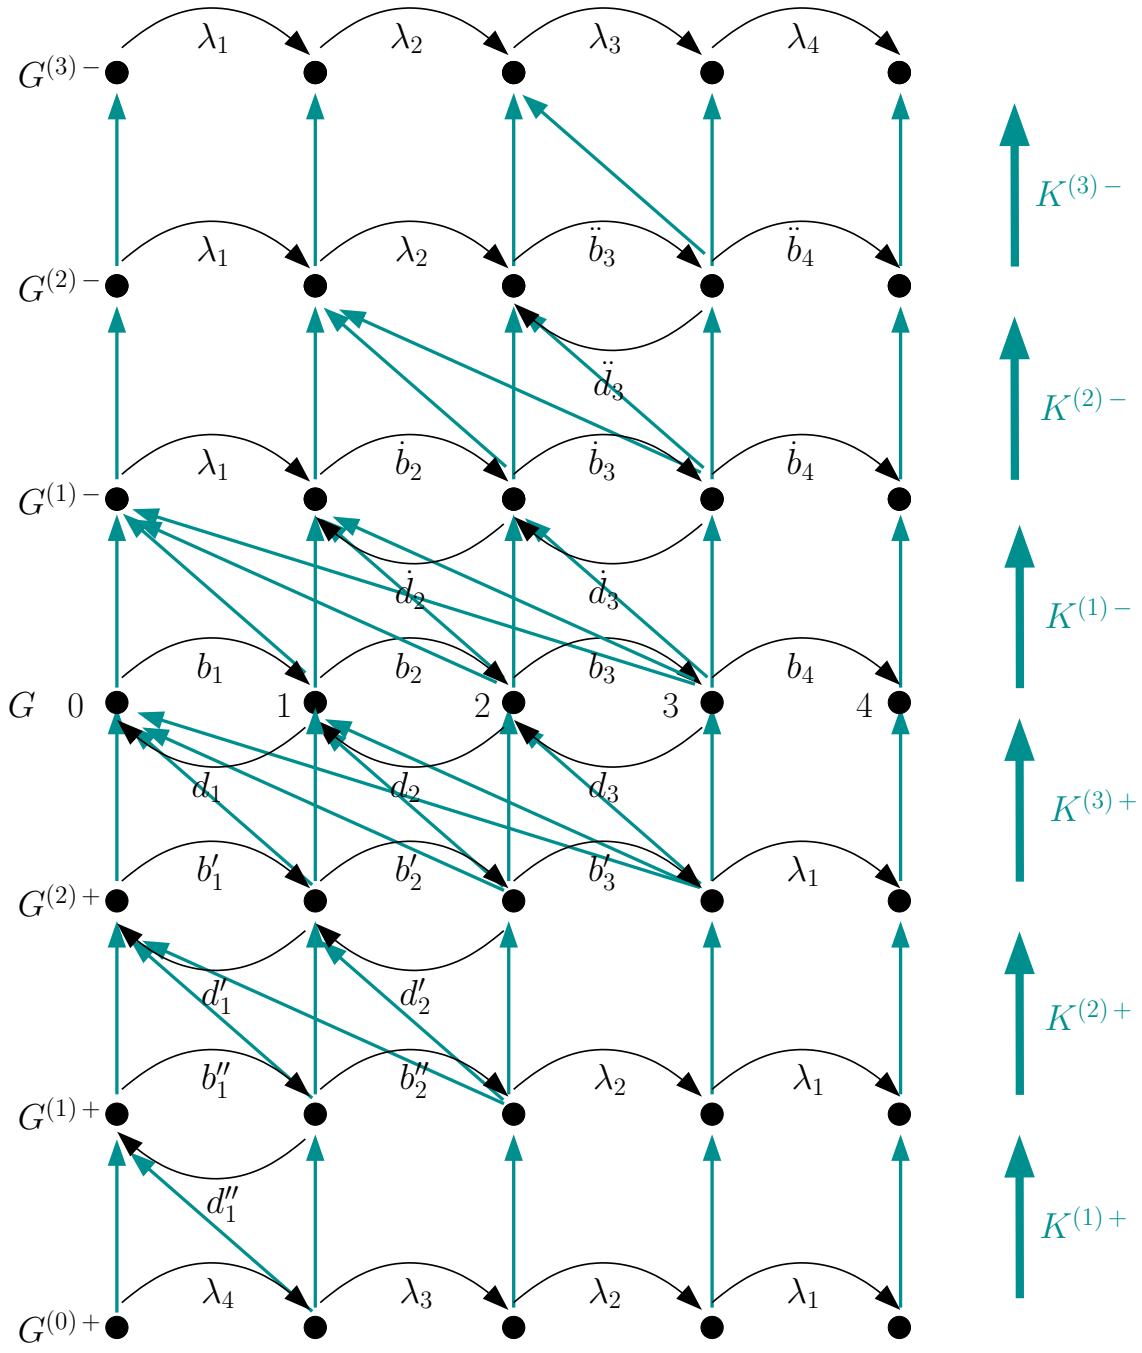 λ₁ λ₂ λ₃ λ₄
G⁽³⁾⁻
K⁽³⁾⁻
λ₁ λ₂ b̈₃ b̈₄
G⁽²⁾⁻
d̈₃
K⁽²⁾⁻
λ₁ ḃ₂ ḃ₃ ḃ₄
G⁽¹⁾⁻
ḋ₂ ḋ₃
K⁽¹⁾⁻
b₁ b₂ b₃ b₄
G 0 1 2 3 4
d₁ d₂ d₃
K⁽³⁾⁺
b′₁ b′₂ b′₃ λ₁
G⁽²⁾⁺
d′₁ d′₂
K⁽²⁾⁺
b″₁ b″₂ λ₂ λ₁
G⁽¹⁾⁺
d″₁
K⁽¹⁾⁺
λ₄ λ₃ λ₂ λ₁
G⁽⁰⁾⁺